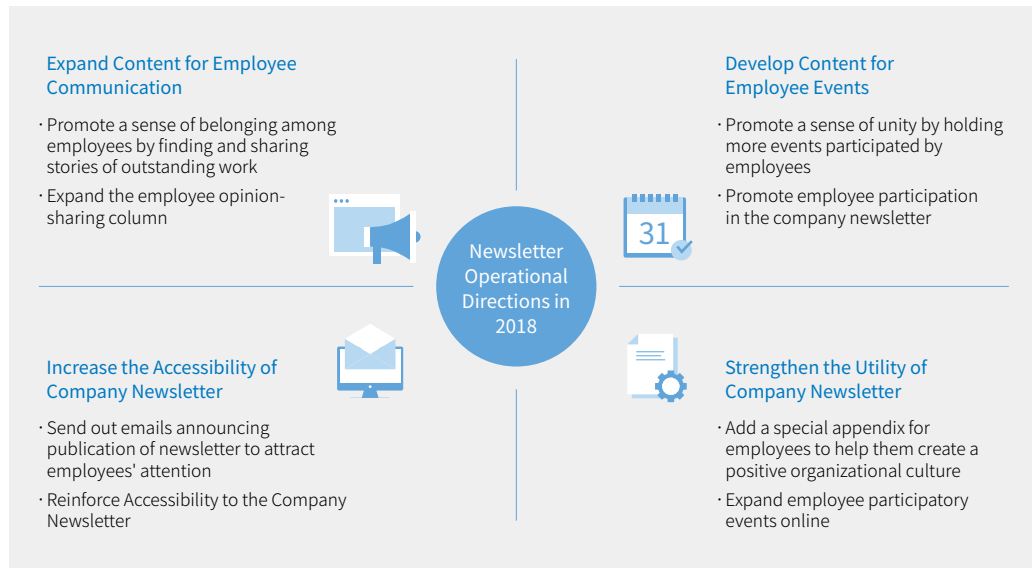 Expand Content for Employee
Communication
· Promote a sense of belonging among
employees by finding and sharing
stories of outstanding work
· Expand the employee opinion-
sharing column
Develop Content for
Employee Events
· Promote a sense of unity by holding
more events participated by
employees
· Promote employee participation
in the company newsletter
31
Newsletter
Operational
Directions in
2018
Increase the Accessibility of
Company Newsletter
· Send out emails announcing
publication of newsletter to attract
employees' attention
· Reinforce Accessibility to the Company
Newsletter
Strengthen the Utility of
Company Newsletter
· Add a special appendix for
employees to help them create a
positive organizational culture
· Expand employee participatory
events online